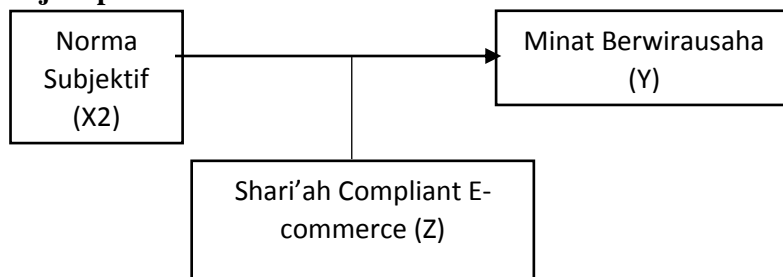 Norma
Subjektif
(X2)
Minat Berwirausaha
(Y)
Shari’ah Compliant E-
commerce (Z)